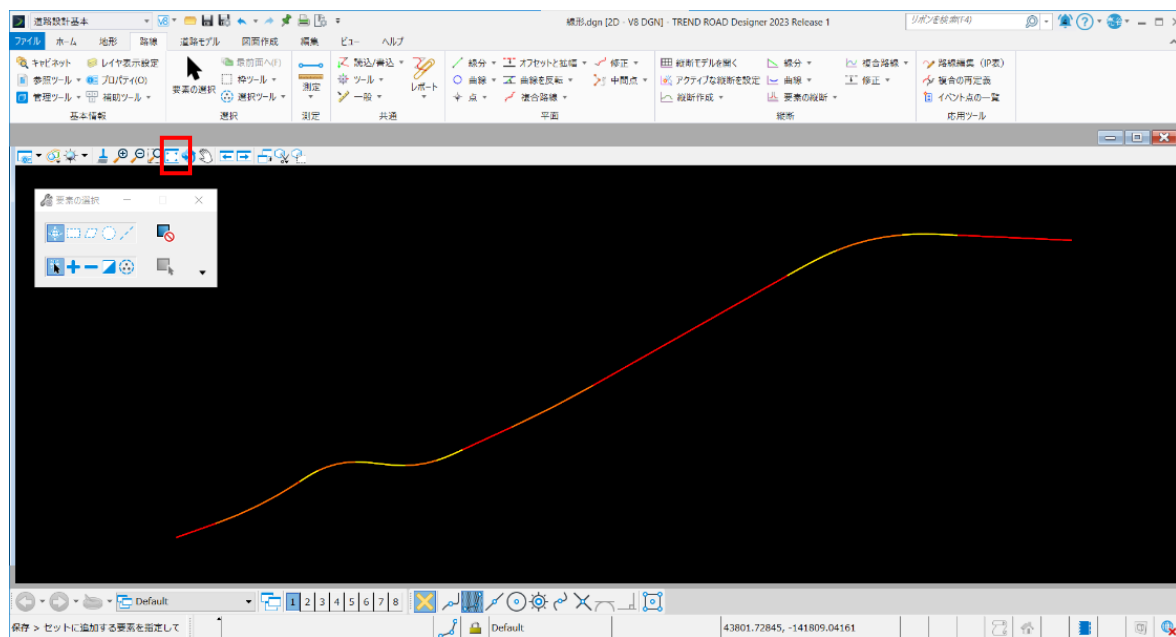 道路設計基本
線形.dgn [2D - V8 DGN] - TREND ROAD Designer 2023 Release 1
リボンを検索(F4)
ファイル ホーム 地形 路線 道路モデル 図面作成 編集 ビュー ヘルプ
キャビネット レイヤ表示設定
参照ツール プロパティ(O)
管理ツール 補助ツール
基本情報
要素の選択
最前面へ(I)
枠ツール
選択ツール
選択
測定
測定
読込/書込
ツール
一般
レポート
共通
線分 オフセットと拡幅 修正
曲線 曲線を反転 中間点
点 複合路線
平面
縦断モデルを開く 線分 複合路線
アクティブな縦断を設定 曲線 修正
縦断作成 要素の縦断
縦断
路線編集 (IP表)
複合の再定義
イベント点の一覧
応用ツール
要素の選択
Default
1 2 3 4 5 6 7 8
保存 > セットに追加する要素を指定して
Default
43801.72845, -141809.04161